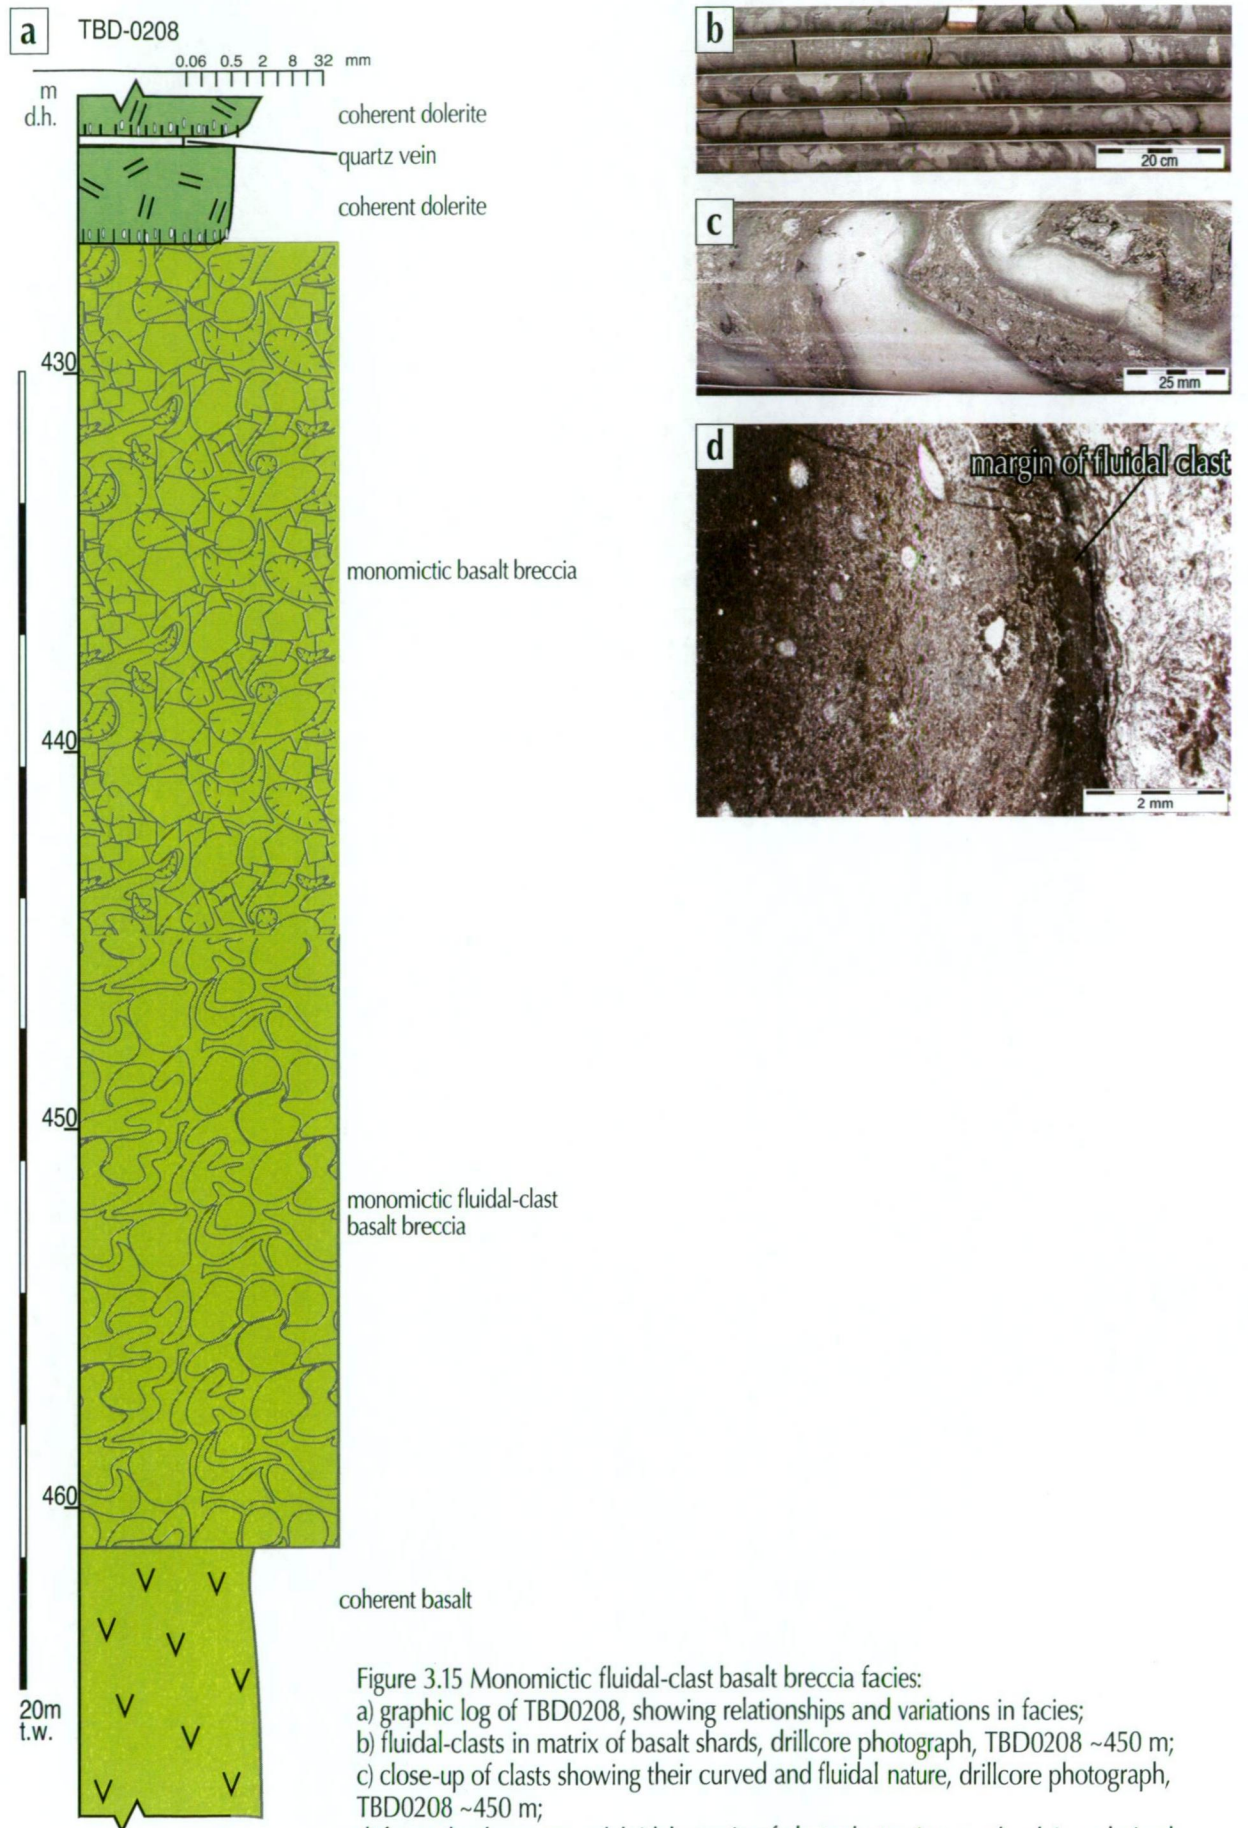 a
TBD-0208
0.06 0.5 2 8 32 mm
m
d.h.
coherent dolerite
quartz vein
coherent dolerite
430
monomictic basalt breccia
440
450
monomictic fluidal-clast
basalt breccia
460
coherent basalt
20m
t.w.
b
20 cm
c
25 mm
d
margin of fluidal clast
2 mm
Figure 3.15 Monomictic fluidal-clast basalt breccia facies:
a) graphic log of TBD0208, showing relationships and variations in facies;
b) fluidal-clasts in matrix of basalt shards, drillcore photograph, TBD0208 ~450 m;
c) close-up of clasts showing their curved and fluidal nature, drillcore photograph,
TBD0208 ~450 m;